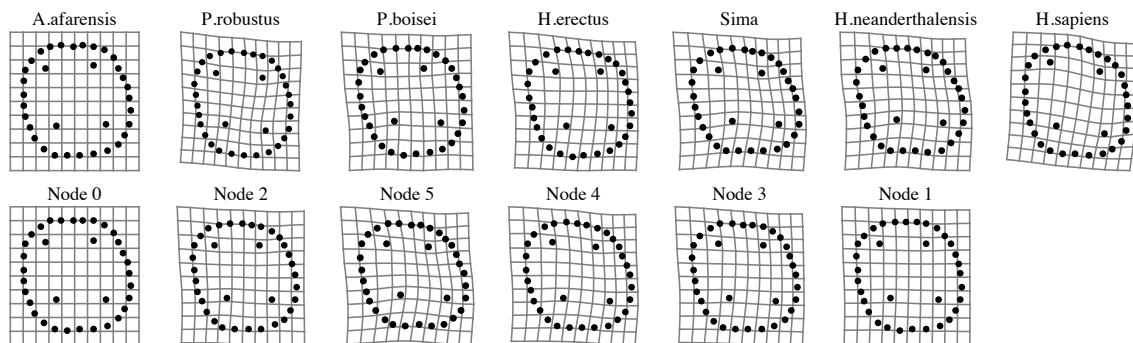 A.afarensis P.robustus P.boisei H.erectus Sima H.neanderthalensis H.sapiens
Node 0 Node 2 Node 5 Node 4 Node 3 Node 1